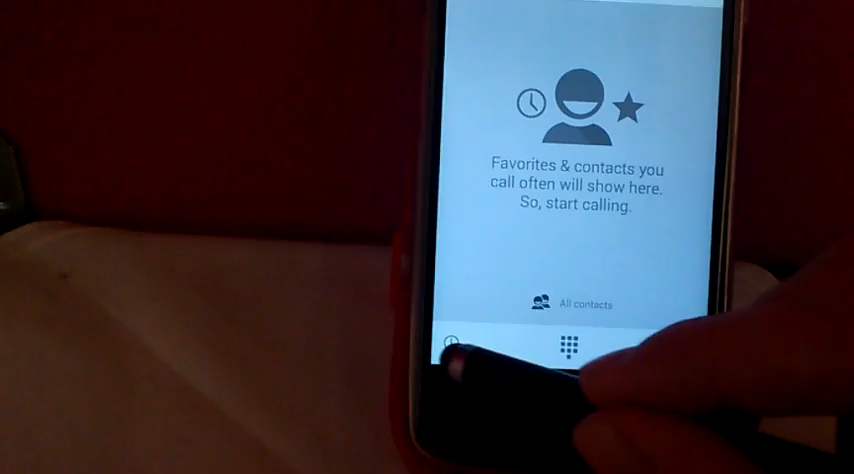 Favorites & contacts you
call often will show here.
So, start calling.
All contacts